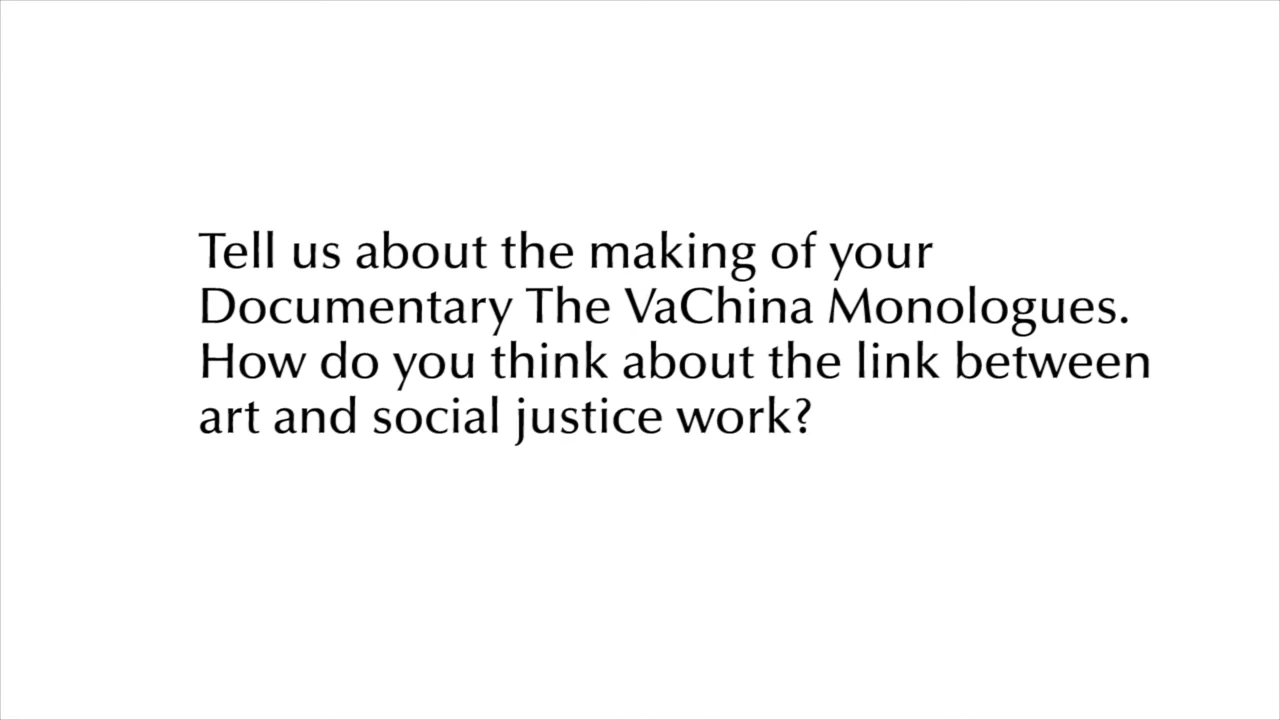 Tell us about the making of your
Documentary The VaChina Monologues.
How do you think about the link between
art and social justice work?